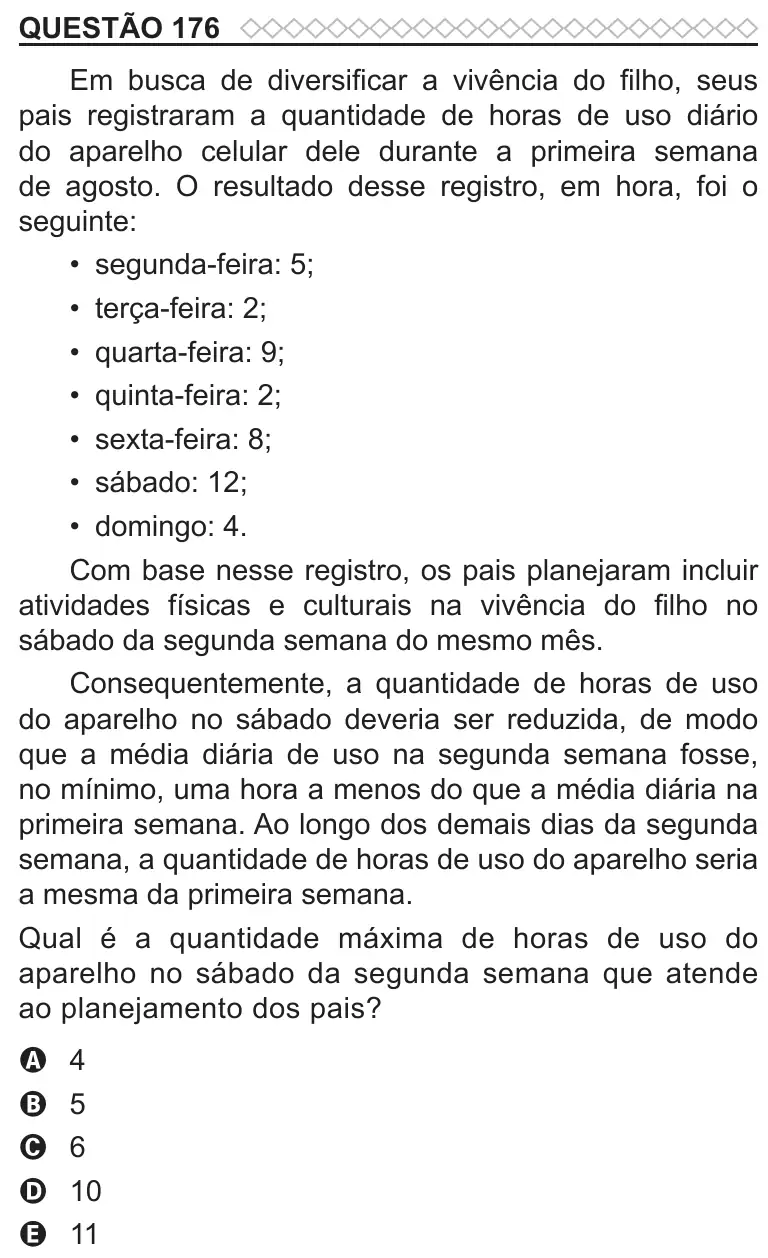 QUESTÃO 176
Em busca de diversificar a vivência do filho, seus
pais registraram a quantidade de horas de uso diário
do aparelho celular dele durante a primeira semana
de agosto. O resultado desse registro, em hora, foi o
seguinte:
• segunda-feira: 5;
• terça-feira: 2;
• quarta-feira: 9;
• quinta-feira: 2;
• sexta-feira: 8;
• sábado: 12;
• domingo: 4.
Com base nesse registro, os pais planejaram incluir
atividades físicas e culturais na vivência do filho no
sábado da segunda semana do mesmo mês.
Consequentemente, a quantidade de horas de uso
do aparelho no sábado deveria ser reduzida, de modo
que a média diária de uso na segunda semana fosse,
no mínimo, uma hora a menos do que a média diária na
primeira semana. Ao longo dos demais dias da segunda
semana, a quantidade de horas de uso do aparelho seria
a mesma da primeira semana.
Qual é a quantidade máxima de horas de uso do
aparelho no sábado da segunda semana que atende
ao planejamento dos pais?
A 4
B 5
C 6
D 10
E 11